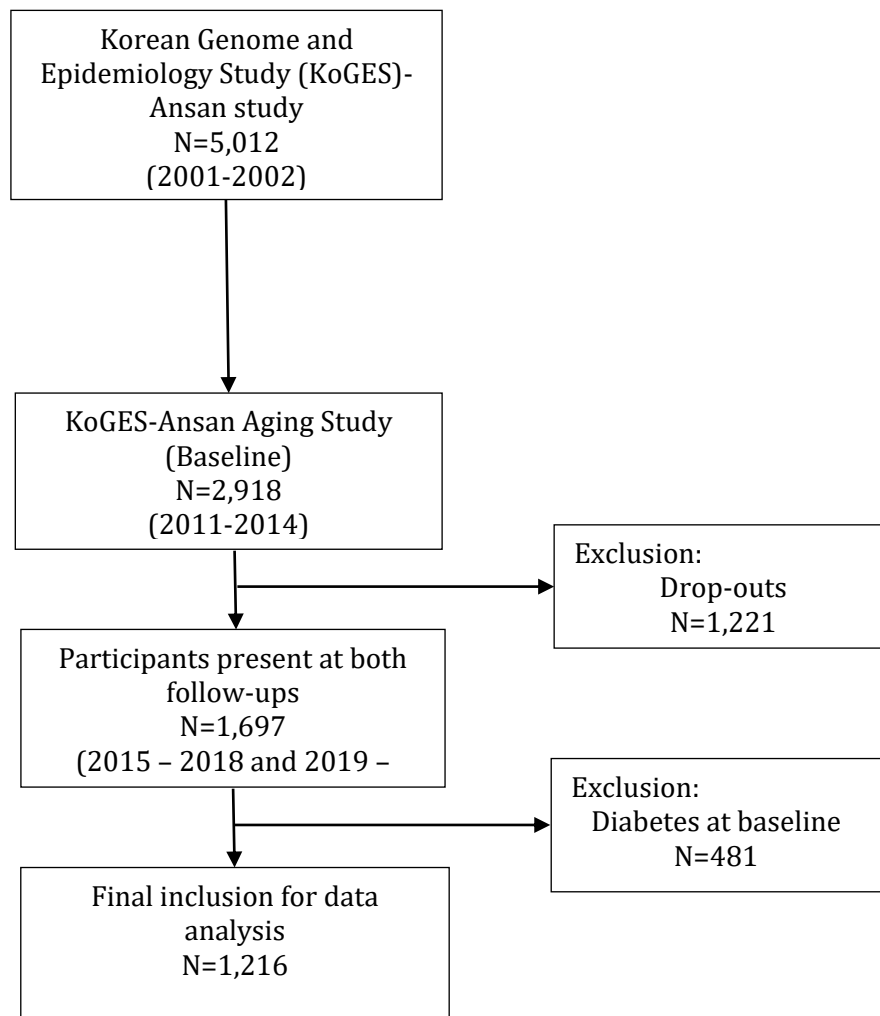 Korean Genome and
Epidemiology Study (KoGES)-
Ansan study
N=5,012
(2001-2002)
KoGES-Ansan Aging Study
(Baseline)
N=2,918
(2011-2014)
Exclusion:
Drop-outs
N=1,221
Participants present at both
follow-ups
N=1,697
(2015 – 2018 and 2019 –
Exclusion:
Diabetes at baseline
N=481
Final inclusion for data
analysis
N=1,216